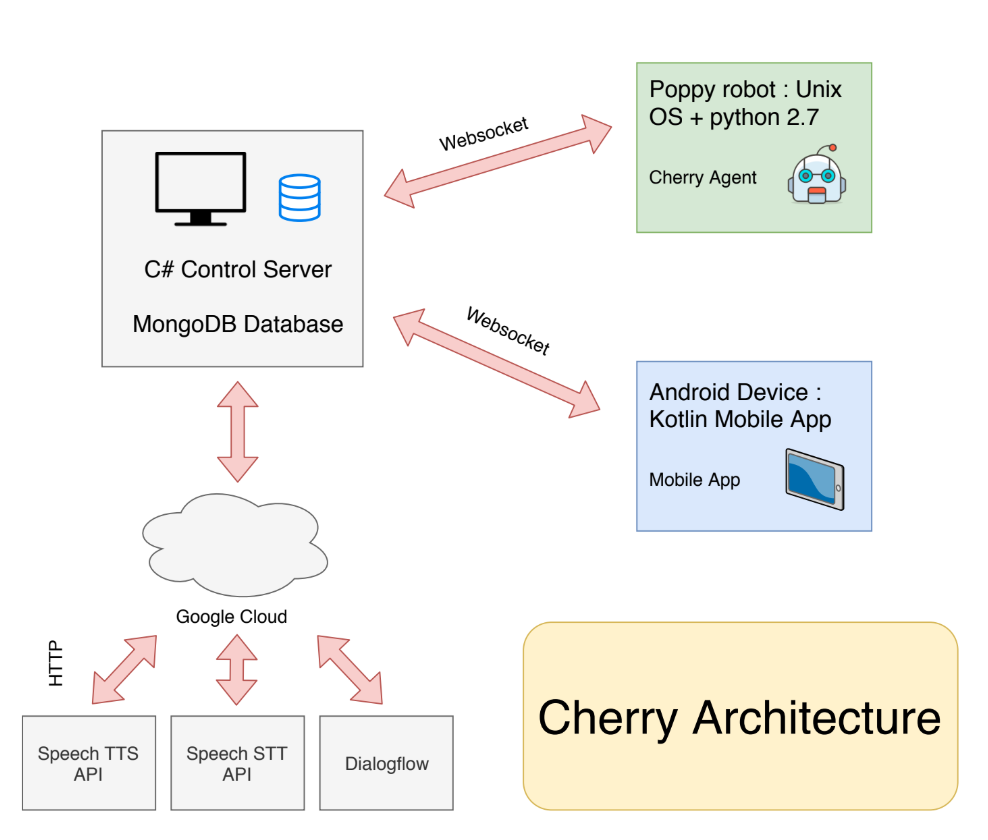 Poppy robot : Unix
OS + python 2.7
Cherry Agent
Websocket
C# Control Server
MongoDB Database
Websocket
Android Device :
Kotlin Mobile App
Mobile App
Google Cloud
HTTP
Speech TTS
API
Speech STT
API
Dialogflow
Cherry Architecture